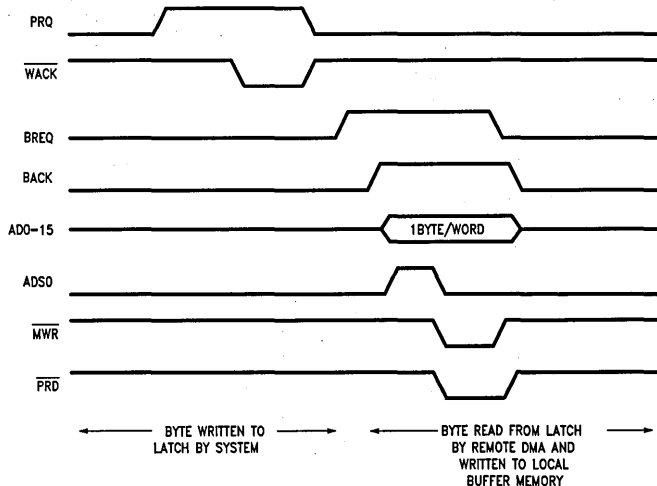 PRQ
WACK
BREQ
BACK
AD0-15
1BYTE/WORD
ADS0
MWR
PRD
BYTE WRITTEN TO
LATCH BY SYSTEM
BYTE READ FROM LATCH
BY REMOTE DMA AND
WRITTEN TO LOCAL
BUFFER MEMORY